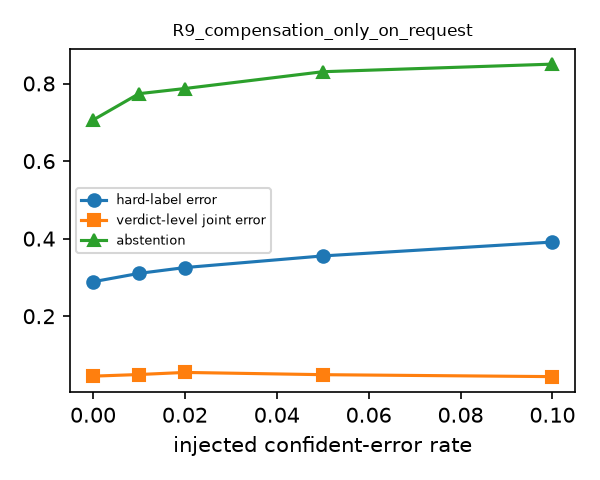 R9_compensation_only_on_request
0.8
0.6
0.4
0.2
hard-label error
verdict-level joint error
abstention
0.00 0.02 0.04 0.06 0.08 0.10
injected confident-error rate